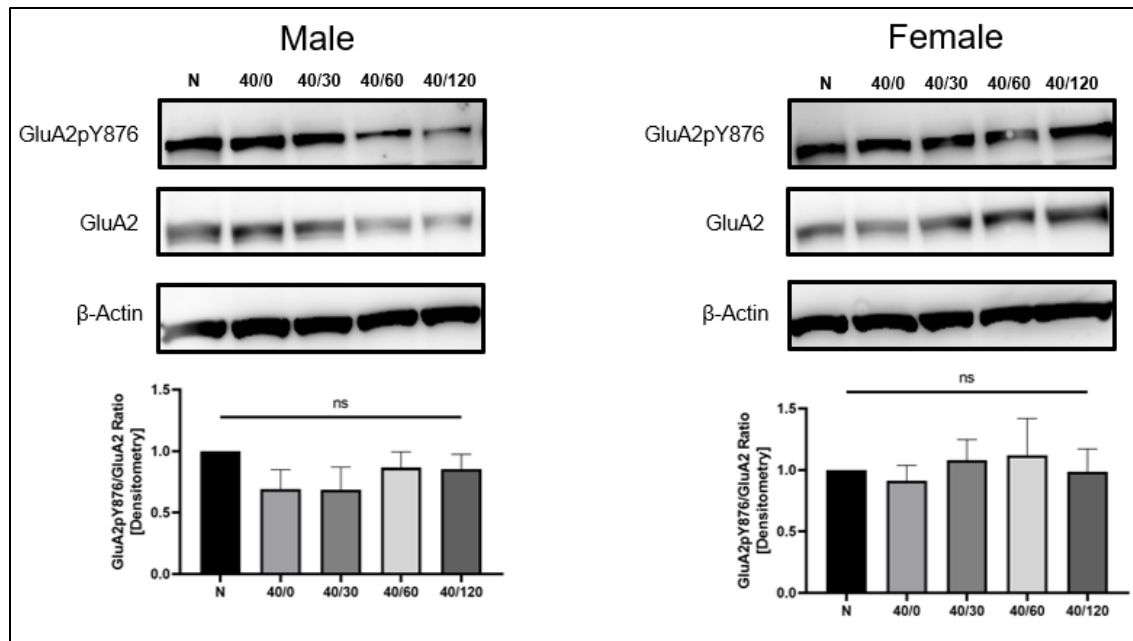 Male
N 40/0 40/30 40/60 40/120
GluA2pY876
GluA2
β-Actin
ns
GluA2pY876/GluA2 Ratio
[Densitometry]
1.5
1.0
0.5
0.0
N 40/0 40/30 40/60 40/120
Female
N 40/0 40/30 40/60 40/120
GluA2pY876
GluA2
β-Actin
ns
GluA2pY876/GluA2 Ratio
[Densitometry]
1.5
1.0
0.5
0.0
N 40/0 40/30 40/60 40/120